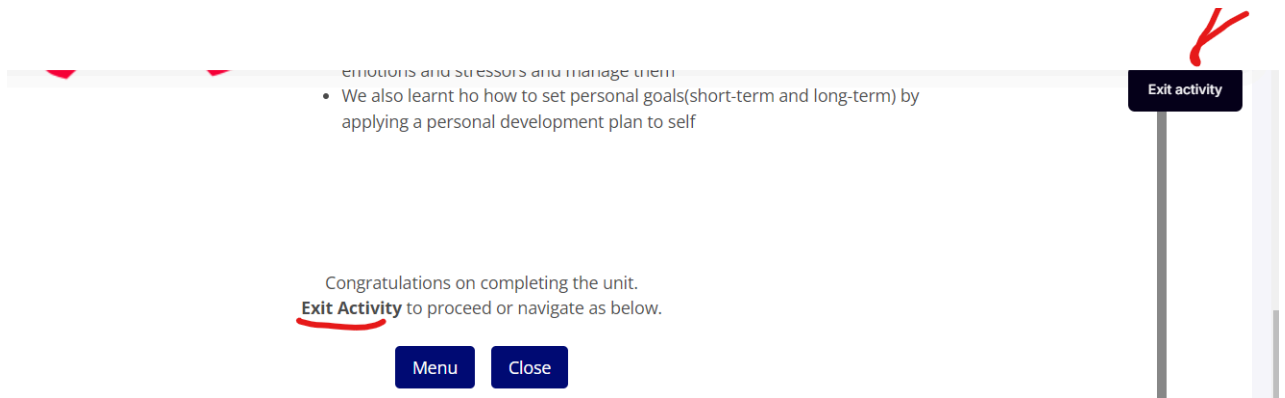 emotions and stressors and manage them
Exit activity
• We also learnt ho how to set personal goals(short-term and long-term) by
applying a personal development plan to self
Congratulations on completing the unit.
Exit Activity to proceed or navigate as below.
Menu
Close